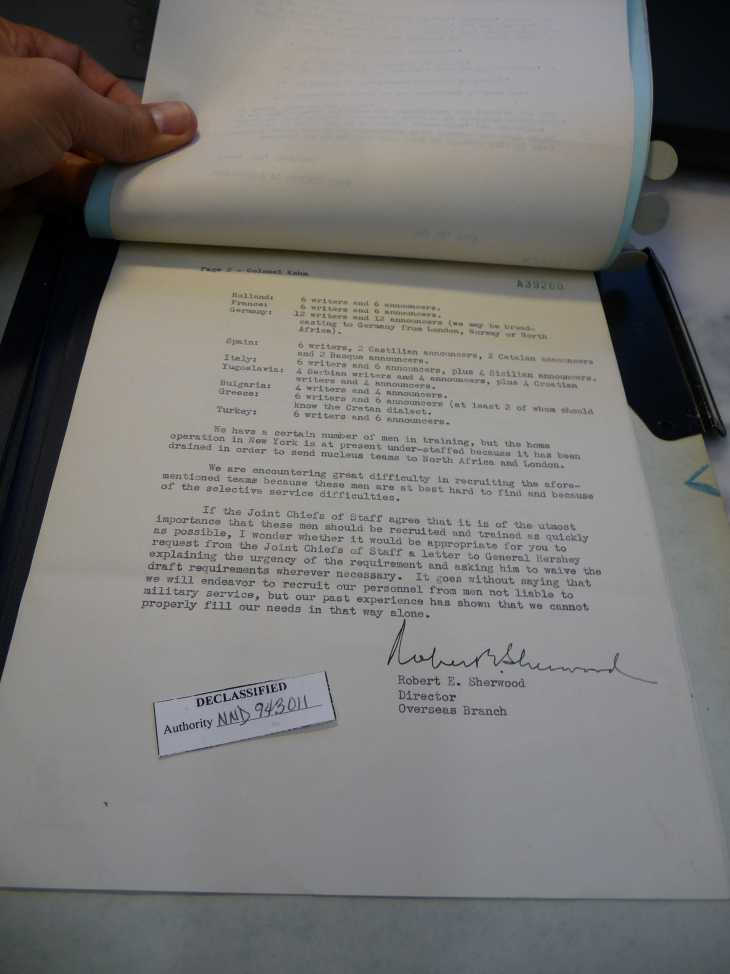 Page 2 - Colonel Kehm
A39260
Holland: 6 writers and 6 announcers.
France: 6 writers and 6 announcers.
Germany: 12 writers and 12 announcers (we may be broad-
casting to Germany from London, Norway or North
Africa).
Spain: 6 writers, 2 Castilian announcers, 2 Catalan announcers
and 2 Basque announcers.
Italy: 6 writers and 6 announcers, plus 4 Sicilian announcers.
Yugoslavia: 4 Serbian writers and 4 announcers, plus 4 Croatian
writers and 4 announcers.
Bulgaria: 4 writers and 4 announcers.
Greece: 6 writers and 6 announcers (at least 2 of whom should
know the Cretan dialect.
Turkey: 6 writers and 6 announcers.
We have a certain number of men in training, but the home
operation in New York is at present under-staffed because it has been
drained in order to send nucleus teams to North Africa and London.
We are encountering great difficulty in recruiting the afore-
mentioned teams because these men are at best hard to find and because
of the selective service difficulties.
If the Joint Chiefs of Staff agree that it is of the utmost
importance that these men should be recruited and trained as quickly
as possible, I wonder whether it would be appropriate for you to
request from the Joint Chiefs of Staff a letter to General Hershey
explaining the urgency of the requirement and asking him to waive the
draft requirements wherever necessary. It goes without saying that
we will endeavor to recruit our personnel from men not liable to
military service, but our past experience has shown that we cannot
properly fill our needs in that way alone.
Robert E. Sherwood
Robert E. Sherwood
Director
Overseas Branch
DECLASSIFIED
Authority NND 943011